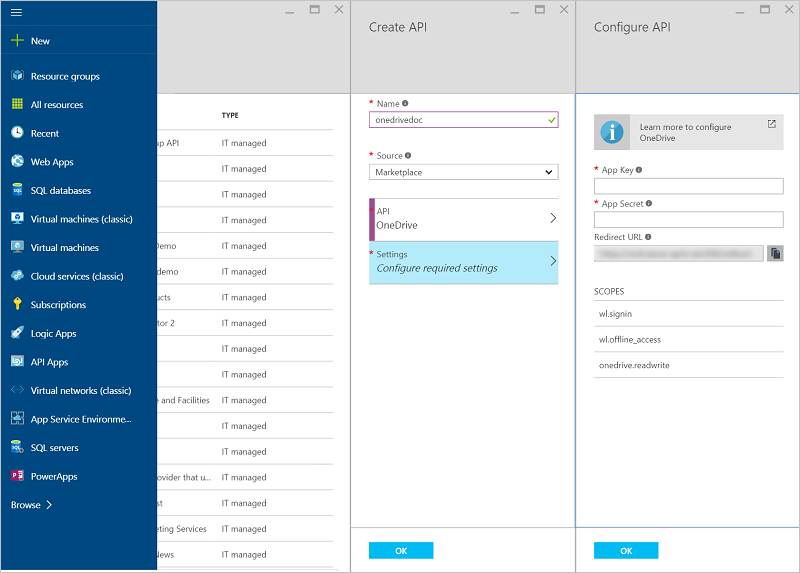 New
Resource groups
All resources
Recent
Web Apps
SQL databases
Virtual machines (classic)
Virtual machines
Cloud services (classic)
Subscriptions
Logic Apps
API Apps
Virtual networks (classic)
App Service Environme...
SQL servers
PowerApps
Browse
TYPE
up API IT managed
IT managed
IT managed
IT managed
Demo IT managed
demo IT managed
ucts IT managed
tor 2 IT managed
IT managed
IT managed
e and Facilities IT managed
IT managed
IT managed
ovider that u... IT managed
st IT managed
eting Services IT managed
News IT managed
Create API
* Name
onedrivedoc
* Source
Marketplace
* API
OneDrive
* Settings
Configure required settings
OK
Configure API
Learn more to configure
OneDrive
* App Key
* App Secret
Redirect URL
SCOPES
wl.signin
wl.offline_access
onedrive.readwrite
OK